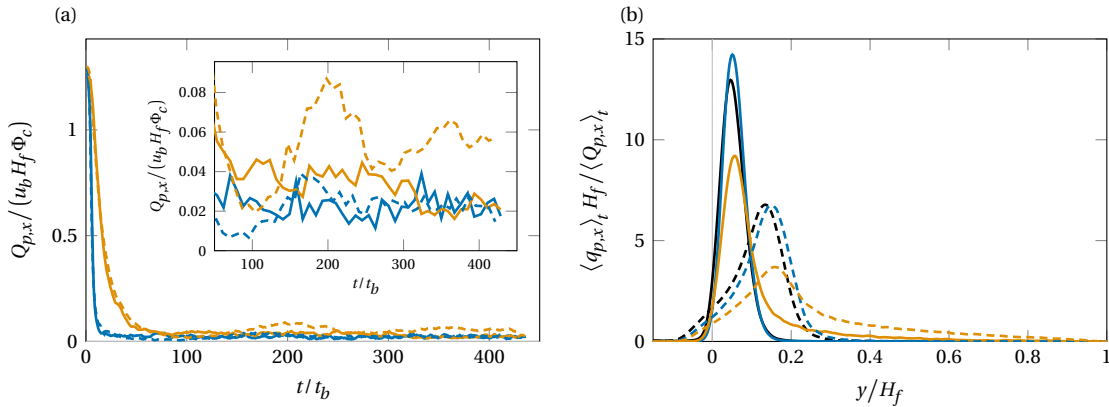 (a)
1
0.5
0
0 100 200 300 400
t/t_b
Q_{p,x}/(u_b H_f Φ_c)
0.08
0.06
0.04
0.02
0
100 200 300 400
t/t_b
Q_{p,x}/(u_b H_f Φ_c)
(b)
15
10
5
0
0 0.2 0.4 0.6 0.8 1
y/H_f
⟨q_{p,x}⟩_t H_f/⟨Q_{p,x}⟩_t